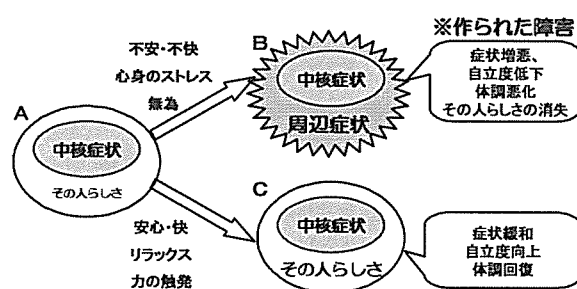 ※作られた障害
不安・不快
心身のストレス
無為
B
中核症状
周辺症状
症状増悪、
自立度低下
体調悪化
その人らしさの消失
A
中核症状
その人らしさ
安心・快
リラックス
力の触発
C
中核症状
その人らしさ
症状緩和
自立度向上
体調回復